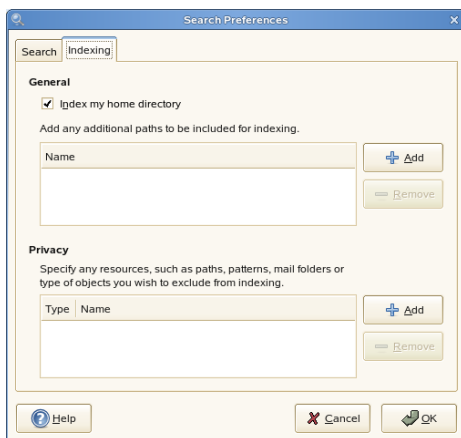 Search Preferences
Search
Indexing
General
Index my home directory
Add any additional paths to be included for indexing.
Name
Add
Remove
Privacy
Specify any resources, such as paths, patterns, mail folders or
type of objects you wish to exclude from indexing.
Type Name
Add
Remove
Help
Cancel
OK